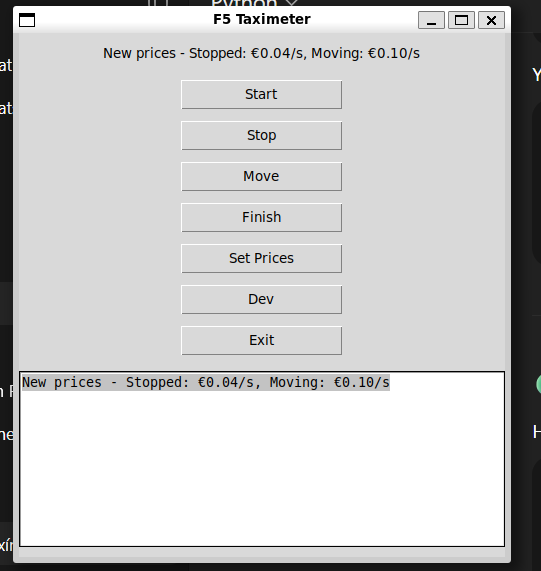 Python
F5 Taximeter
New prices - Stopped: €0.04/s, Moving: €0.10/s
Start
Stop
Move
Finish
Set Prices
Dev
Exit
New prices - Stopped: €0.04/s, Moving: €0.10/s